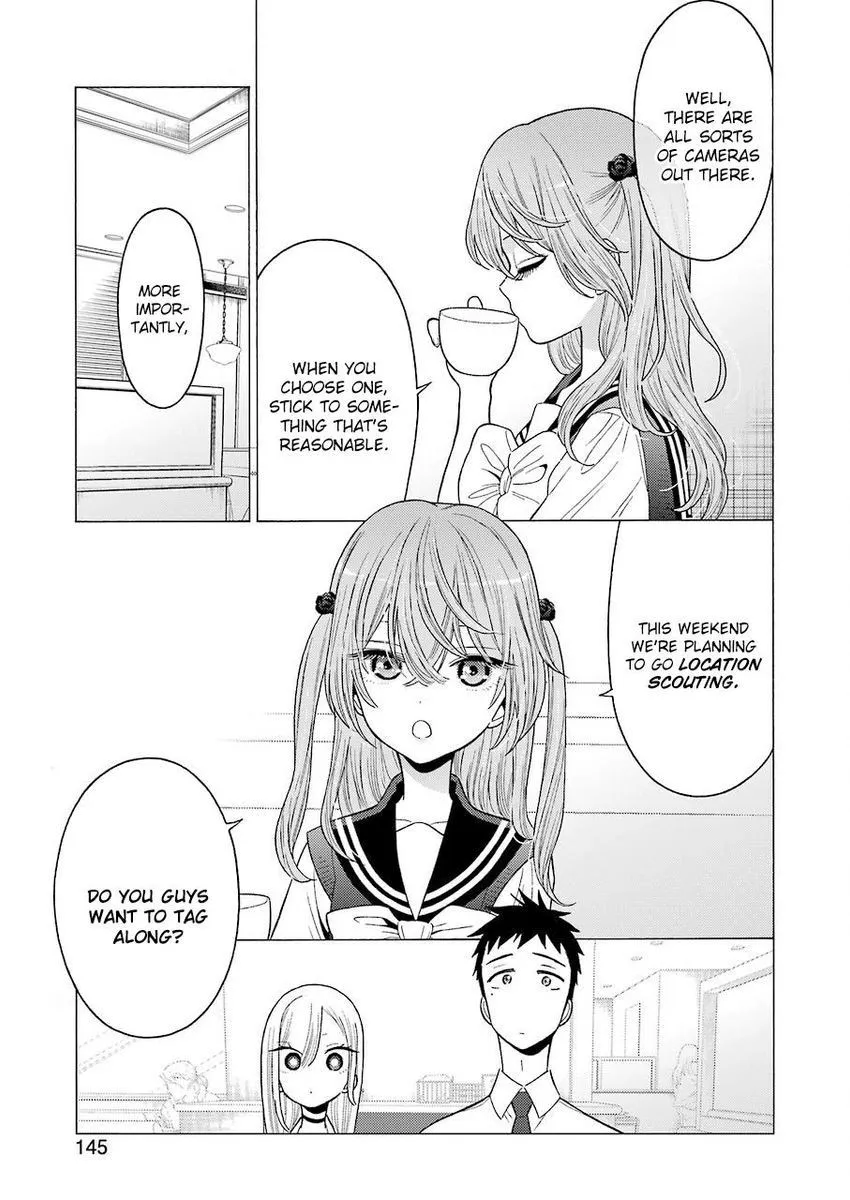 WELL,
THERE ARE
ALL SORTS
OF CAMERAS
OUT THERE.
WHEN YOU
CHOOSE ONE,
STICK TO SOME-
THING THAT'S
REASONABLE.
MORE
IMPOR-
TANTLY,
THIS WEEKEND
WE'RE PLANNING
TO GO LOCATION
SCOUTING.
DO YOU GUYS
WANT TO TAG
ALONG?
145